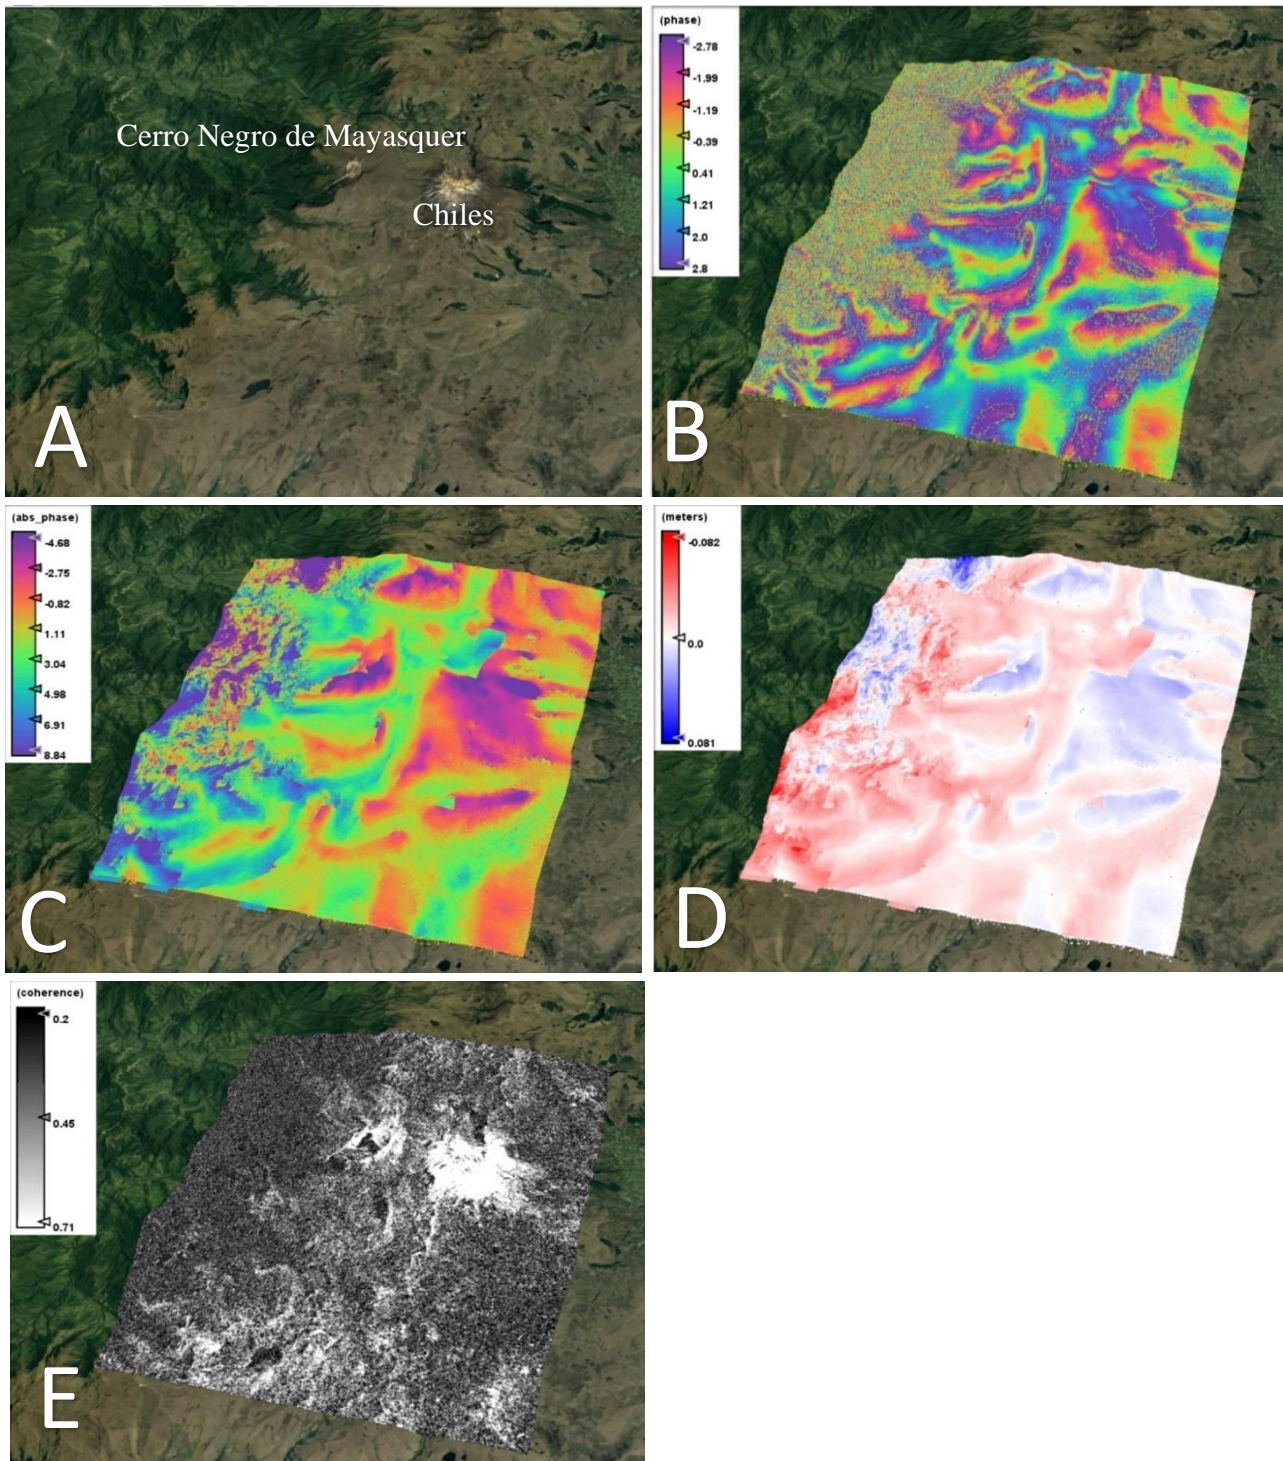 Cerro Negro de Mayasquer
Chiles
A
(phase)
-2.78
-1.99
-1.19
-0.39
0.41
1.21
2.0
2.8
B
(abs_phase)
-4.68
-2.75
-0.82
1.11
3.04
4.98
6.91
8.84
C
(meters)
-0.082
0.0
0.081
D
(coherence)
0.2
0.45
0.71
E